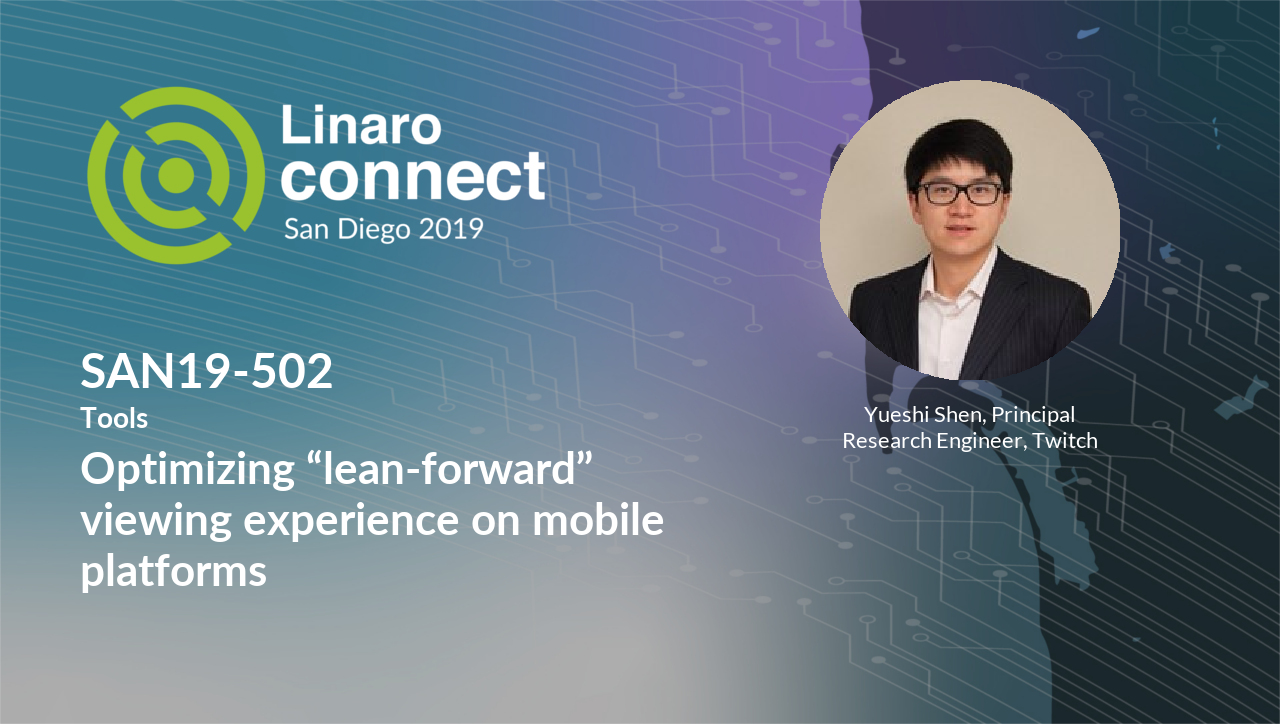 Linaro
connect
San Diego 2019
SAN19-502
Tools
Optimizing “lean-forward”
viewing experience on mobile
platforms
Yueshi Shen, Principal
Research Engineer, Twitch